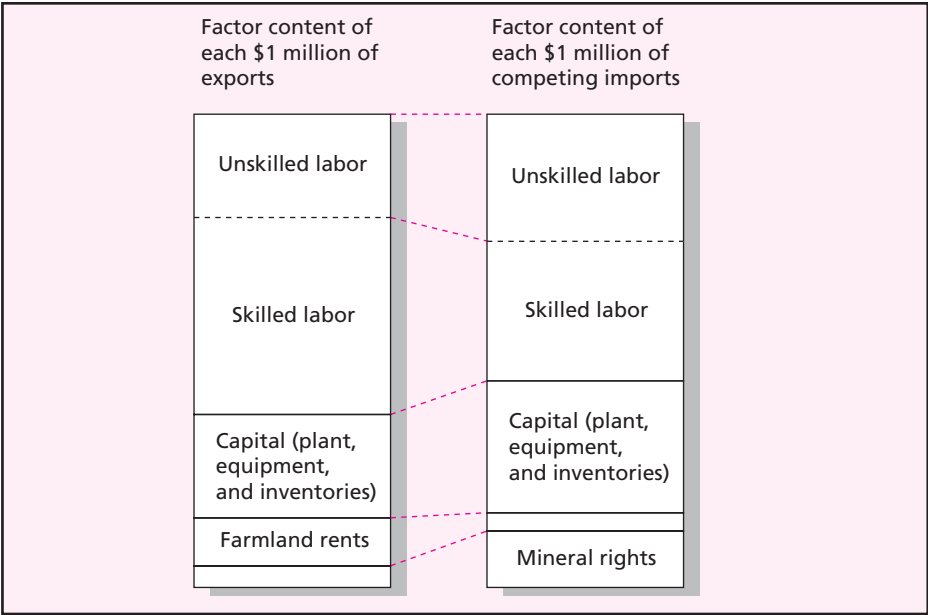 Factor content of
each $1 million of
exports
Factor content of
each $1 million of
competing imports
Unskilled labor
Skilled labor
Capital (plant,
equipment,
and inventories)
Farmland rents
Unskilled labor
Skilled labor
Capital (plant,
equipment,
and inventories)
Mineral rights